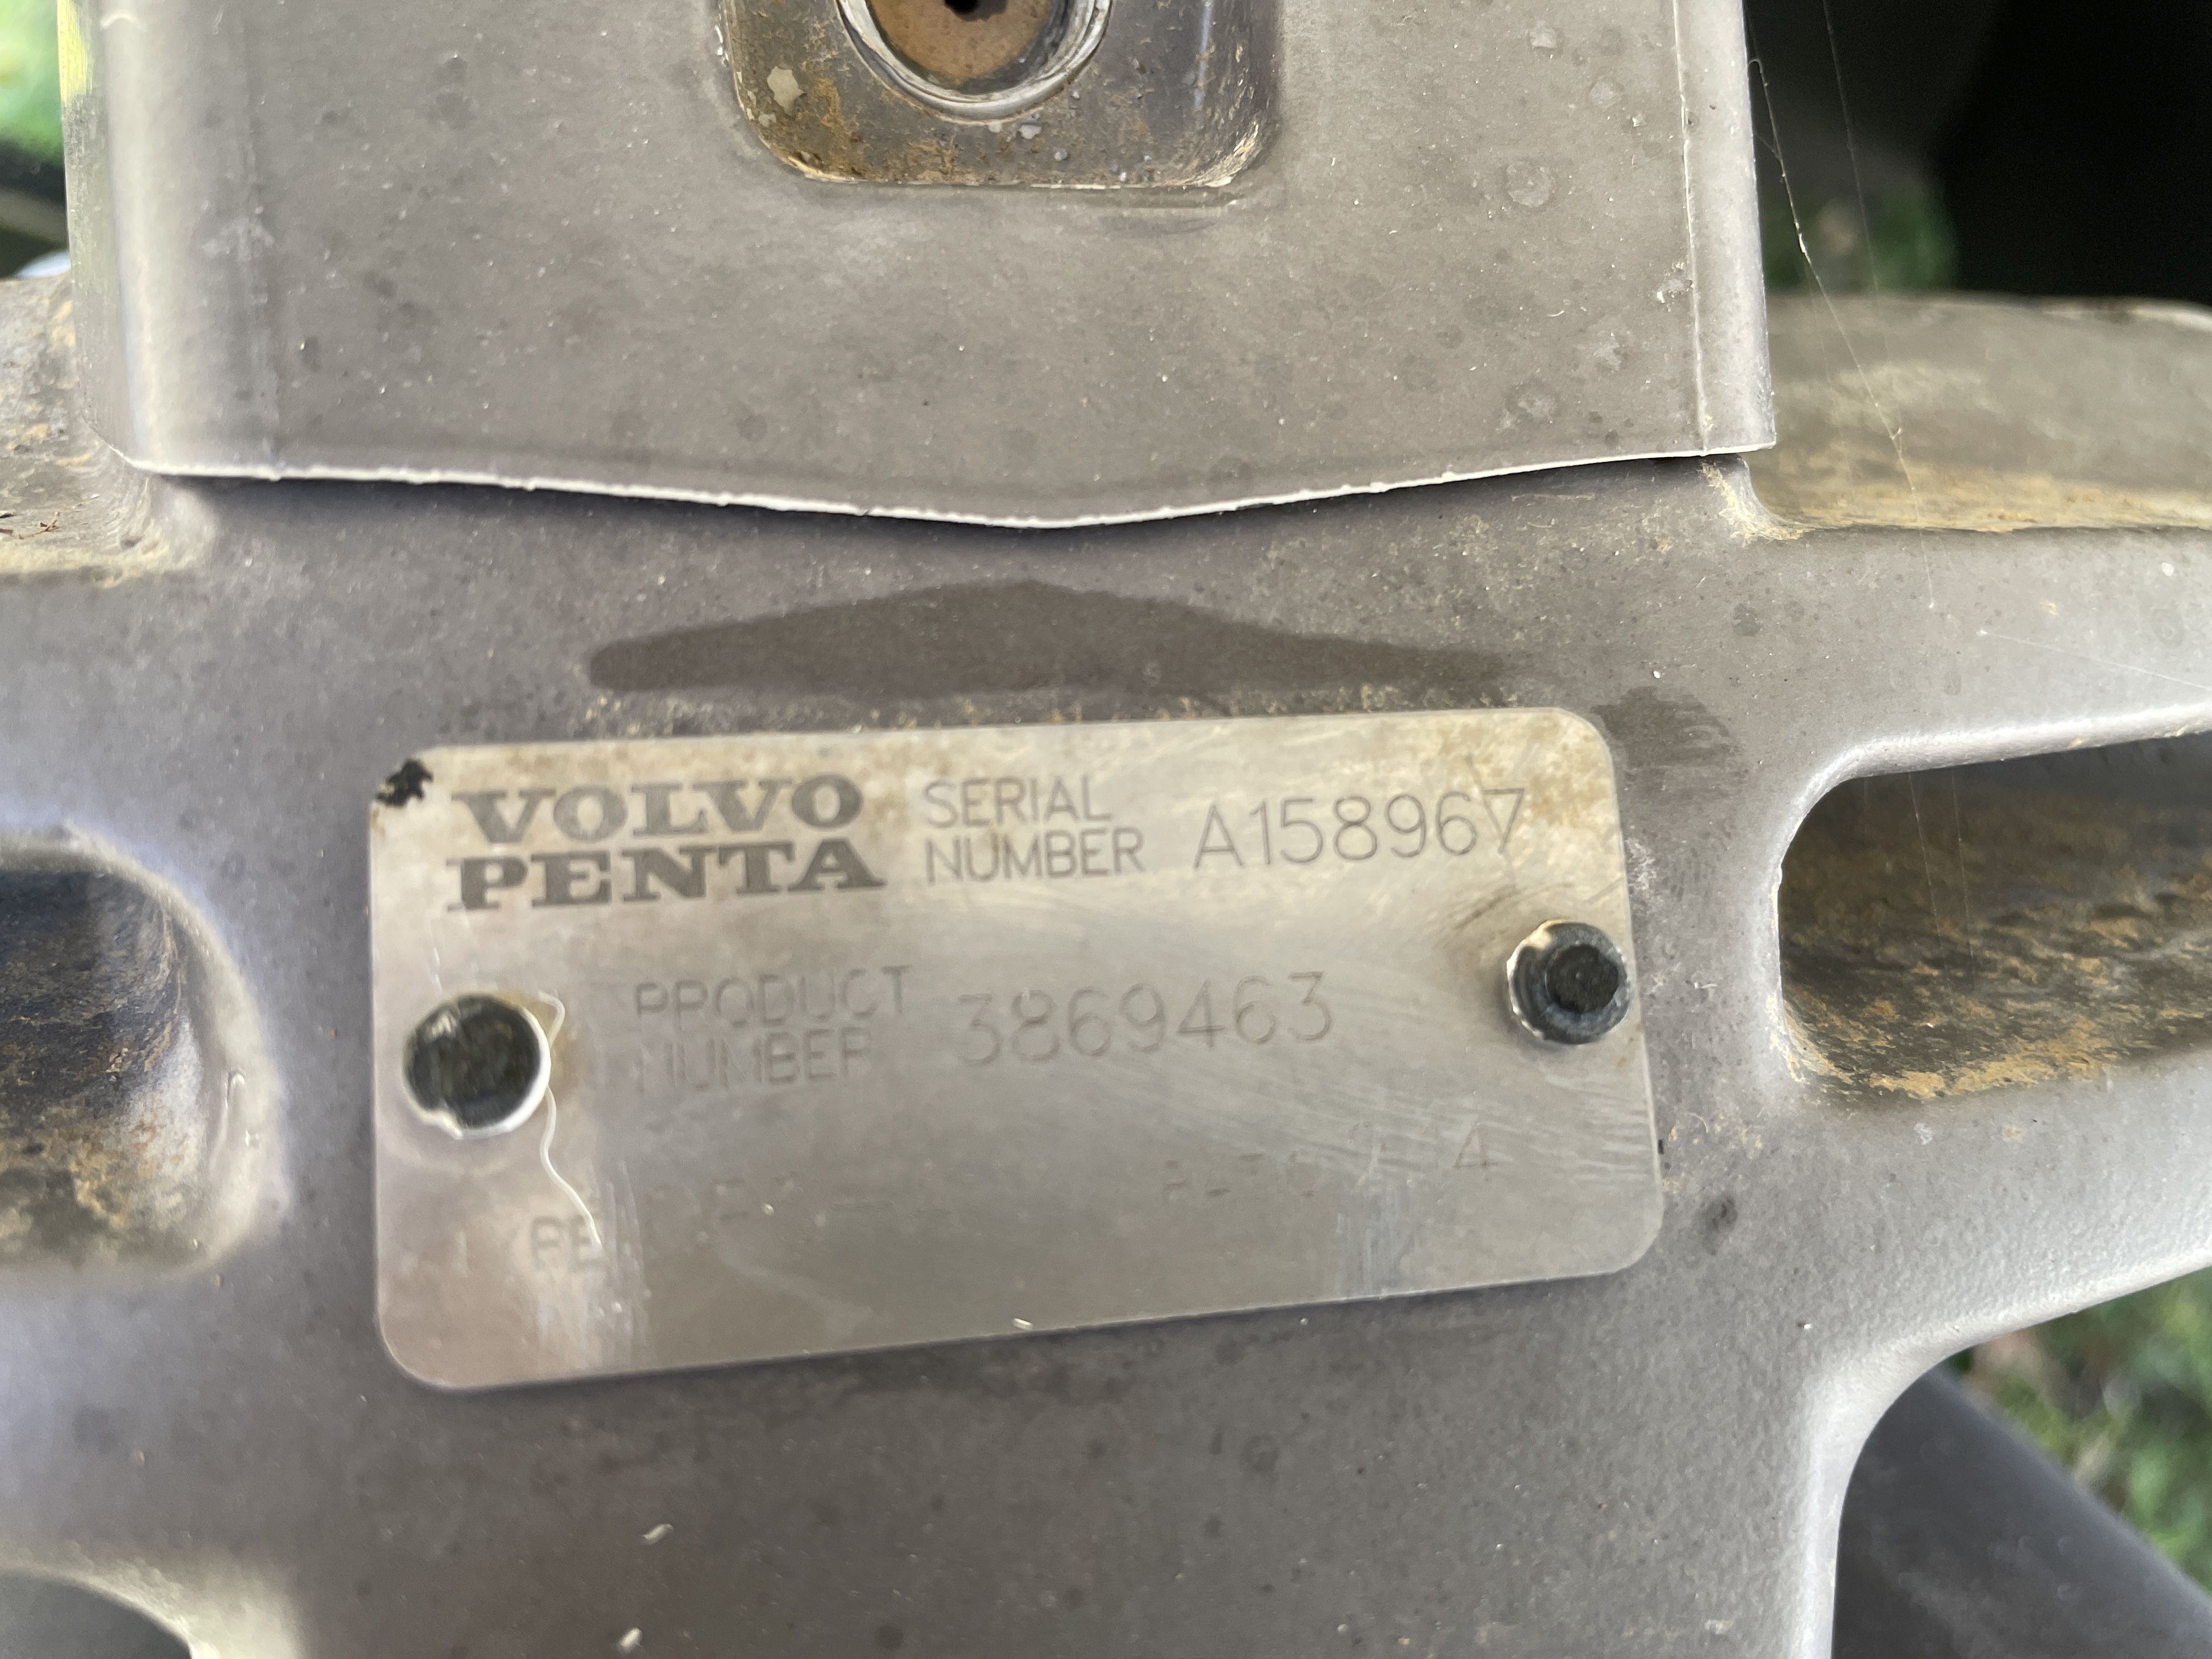 VOLVO
PENTA
SERIAL
NUMBER A158967
PRODUCT
NUMBER 3869463